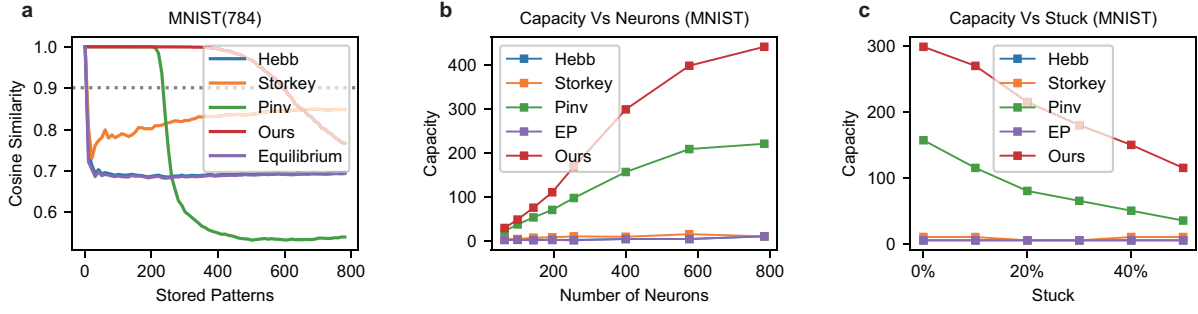 a
MNIST(784)
Cosine Similarity
1.0
0.9
0.8
0.7
0.6
Hebb
Storkey
Pinv
Ours
Equilibrium
0
200
400
600
800
Stored Patterns
b
Capacity Vs Neurons (MNIST)
Capacity
400
300
200
100
0
Hebb
Storkey
Pinv
EP
Ours
200
400
600
800
Number of Neurons
c
Capacity Vs Stuck (MNIST)
Capacity
300
200
100
0
Hebb
Storkey
Pinv
EP
Ours
0%
20%
40%
Stuck